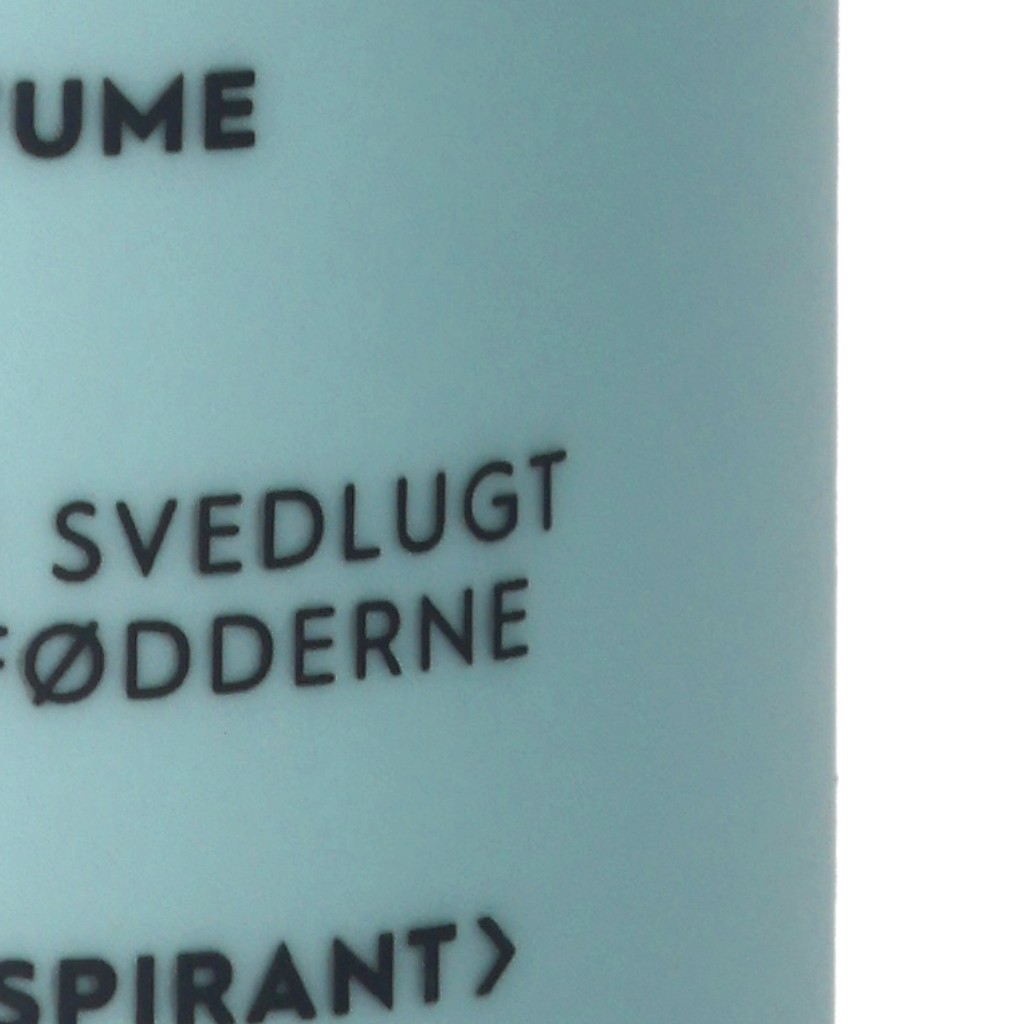 UME
SVEDLUGT
FØDDERNE
SPIRANT>